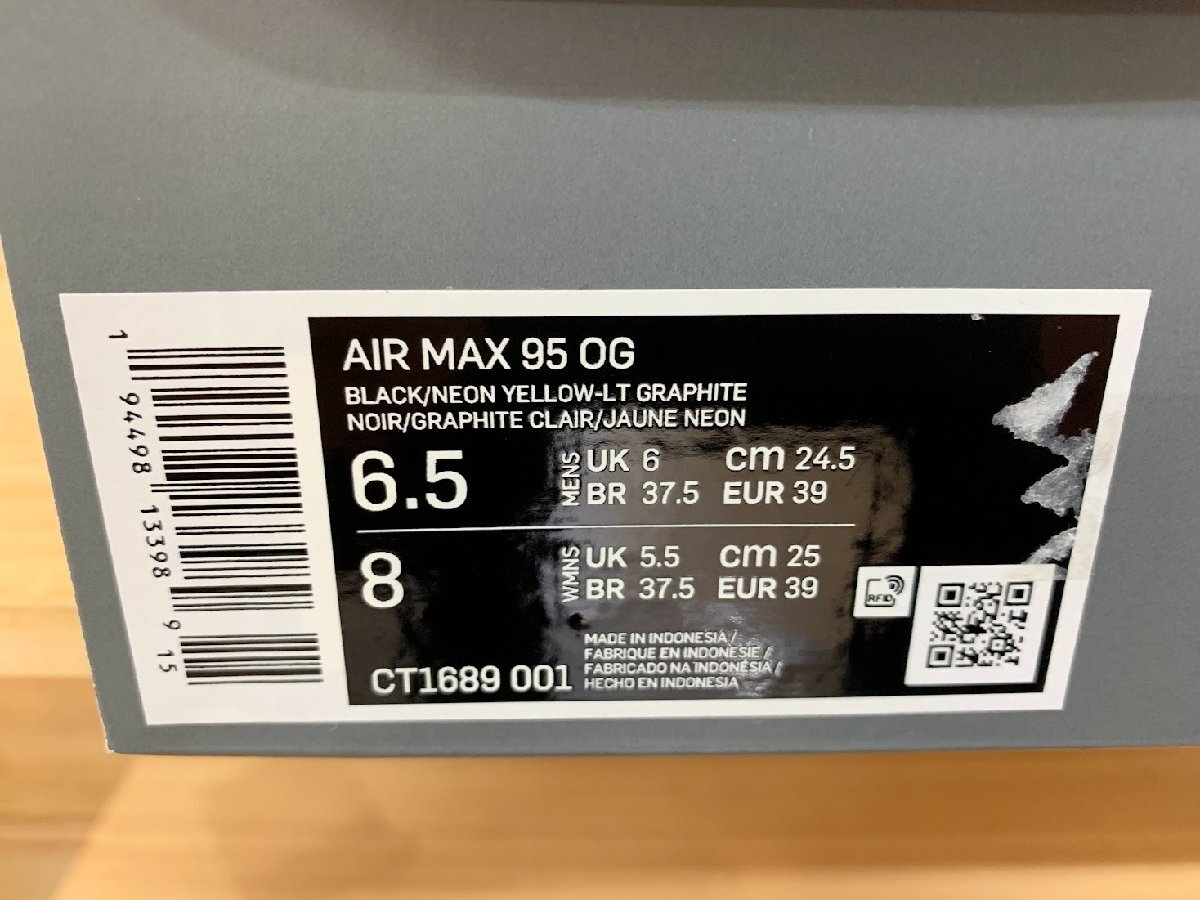 1 94498 13398 9 15
AIR MAX 95 OG
BLACK/NEON YELLOW-LT GRAPHITE
NOIR/GRAPHITE CLAIR/JAUNE NEON
6.5 MENS UK 6 cm 24.5
BR 37.5 EUR 39
8 WMNS UK 5.5 cm 25
BR 37.5 EUR 39
RFID
MADE IN INDONESIA /
FABRIQUE EN INDONESIE /
FABRICADO NA INDONÉSIA /
HECHO EN INDONESIA
CT1689 001